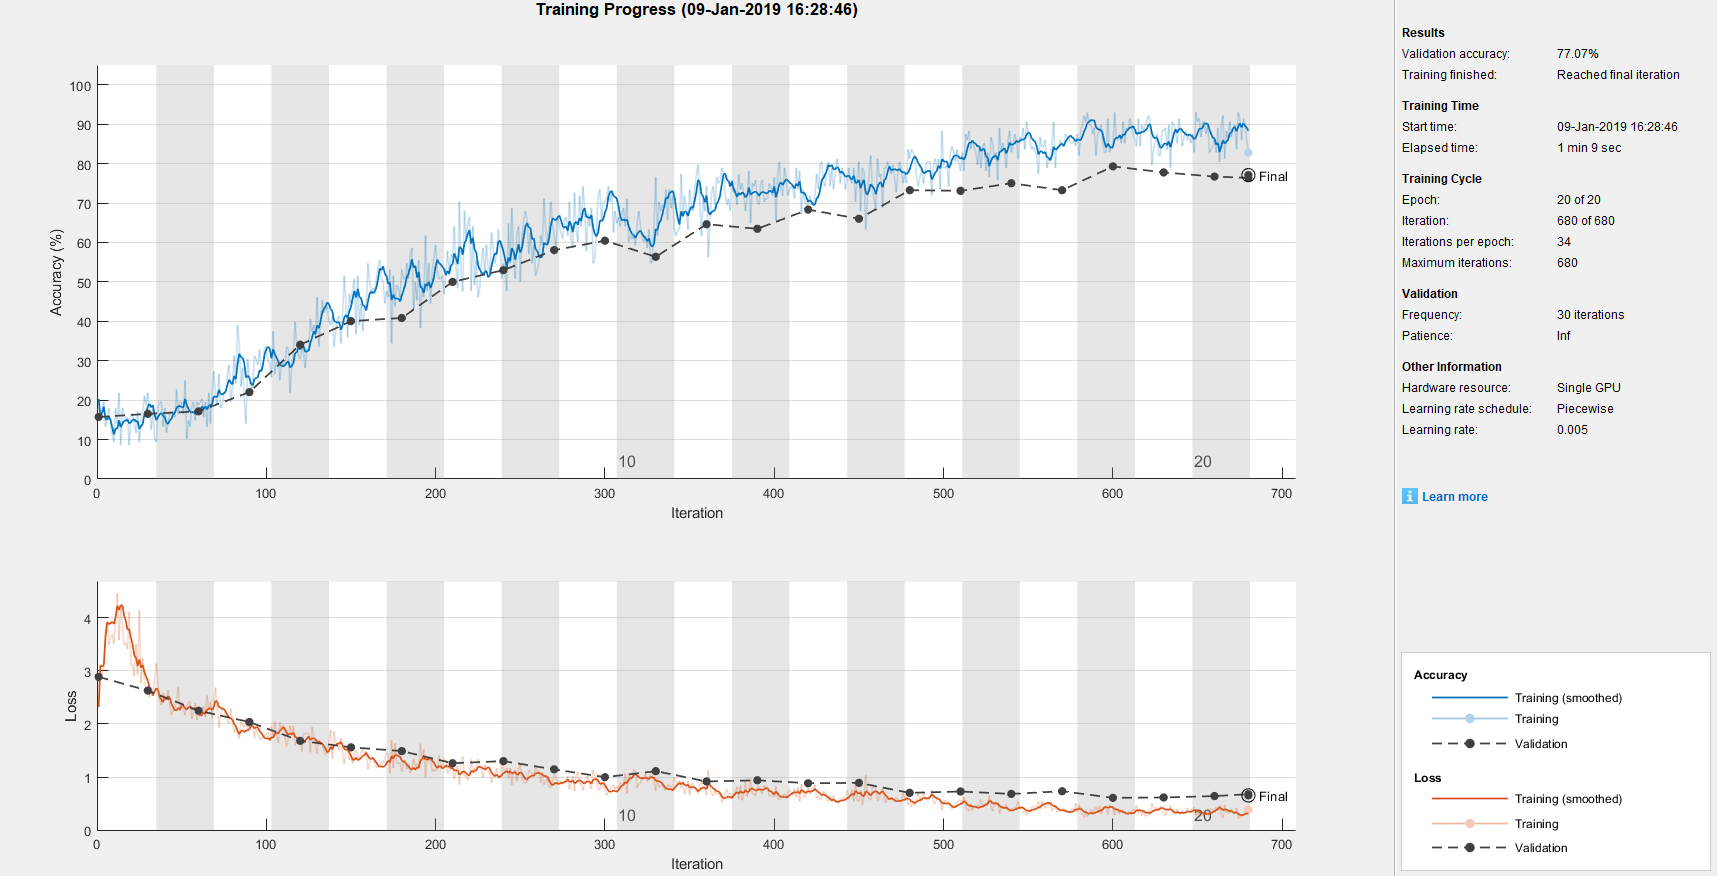 Training Progress (09-Jan-2019 16:28:46)
100
90
80
70
60
50
40
30
20
10
0
Accuracy (%)
Final
10
20
0 100 200 300 400 500 600 700
Iteration
4
3
2
1
0
Loss
Final
10
20
0 100 200 300 400 500 600 700
Iteration
Results
Validation accuracy: 77.07%
Training finished: Reached final iteration
Training Time
Start time: 09-Jan-2019 16:28:46
Elapsed time: 1 min 9 sec
Training Cycle
Epoch: 20 of 20
Iteration: 680 of 680
Iterations per epoch: 34
Maximum iterations: 680
Validation
Frequency: 30 iterations
Patience: Inf
Other Information
Hardware resource: Single GPU
Learning rate schedule: Piecewise
Learning rate: 0.005
i Learn more
Accuracy
Training (smoothed)
Training
Validation
Loss
Training (smoothed)
Training
Validation